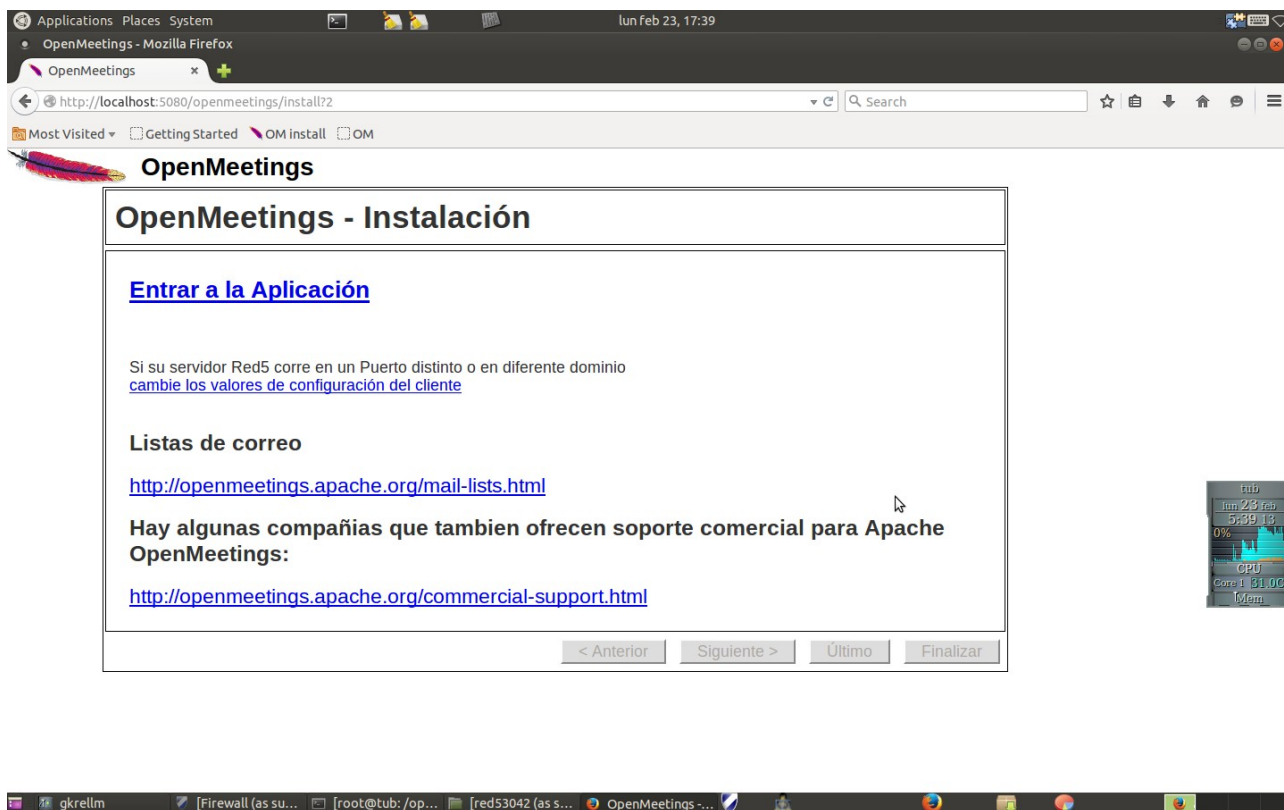 Applications Places System
lun feb 23, 17:39
OpenMeetings - Mozilla Firefox
OpenMeetings
http://localhost:5080/openmeetings/install?2
Search
Most Visited
Getting Started
OM install
OM
OpenMeetings
OpenMeetings - Instalación
Entrar a la Aplicación
Si su servidor Red5 corre en un Puerto distinto o en diferente dominio
cambie los valores de configuración del cliente
Listas de correo
http://openmeetings.apache.org/mail-lists.html
Hay algunas compañias que tambien ofrecen soporte comercial para Apache
OpenMeetings:
http://openmeetings.apache.org/commercial-support.html
< Anterior
Siguiente >
Último
Finalizar
tub
lun 23 feb
5:39 13
0%
CPU
Core 1 31.0C
Mem
gkrellm
[Firewall (as su...
[root@tub: /op...
[red53042 (as s...
OpenMeetings -...